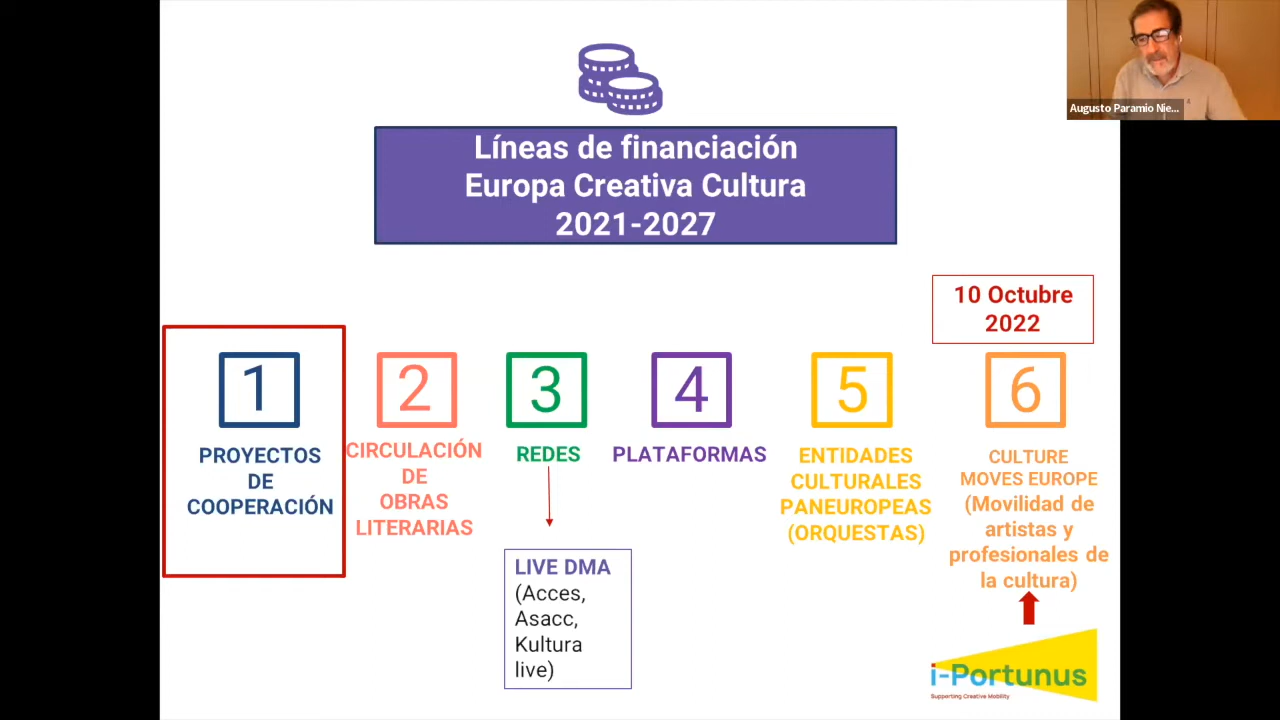 Líneas de financiación
Europa Creativa Cultura
2021-2027
Augusto Paramio Nie...
10 Octubre
2022
1
PROYECTOS
DE
COOPERACIÓN
2
CIRCULACIÓN
DE
OBRAS
LITERARIAS
3
REDES
LIVE DMA
(Acces,
Asacc,
Kultura
live)
4
PLATAFORMAS
5
ENTIDADES
CULTURALES
PANEUROPEAS
(ORQUESTAS)
6
CULTURE
MOVES EUROPE
(Movilidad de
artistas y
profesionales de
la cultura)
i-Portunus
Supporting Creative Mobility